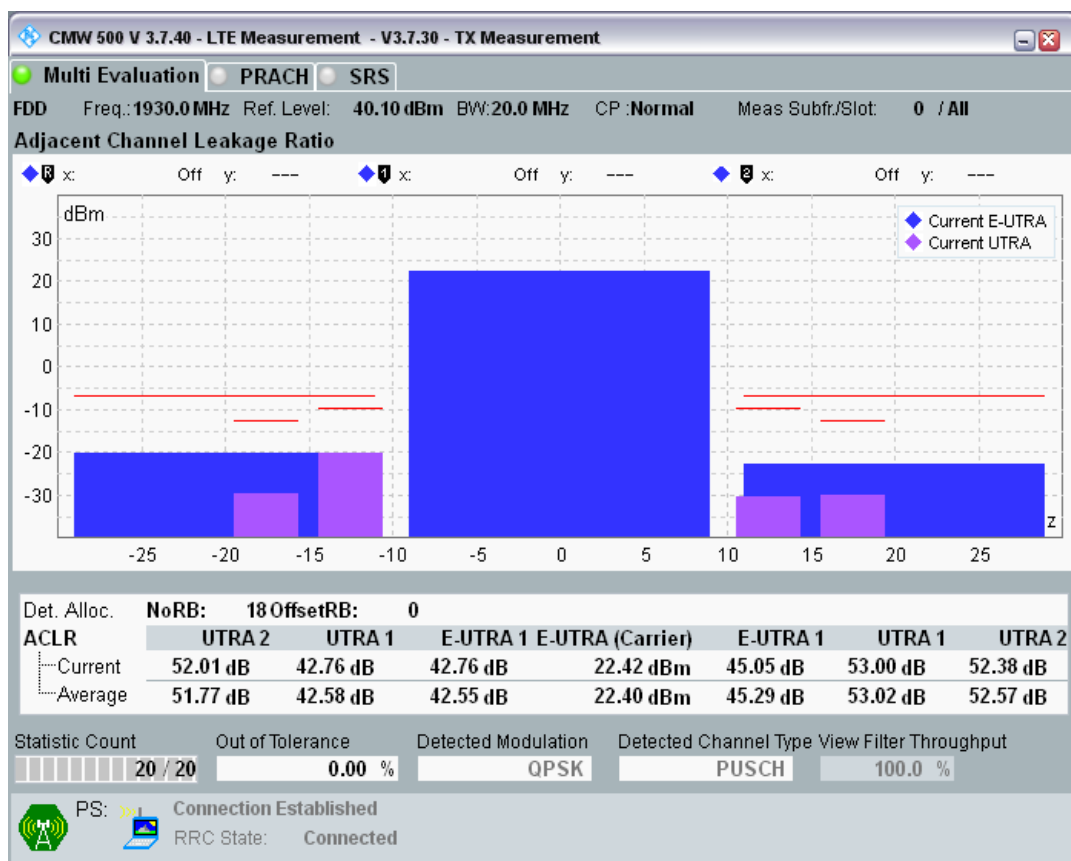 CMW 500 V 3.7.40 - LTE Measurement - V3.7.30 - TX Measurement
Multi Evaluation PRACH SRS
FDD Freq.: 1930.0 MHz Ref. Level: 40.10 dBm BW: 20.0 MHz CP : Normal Meas Subfr./Slot: 0 / All
Adjacent Channel Leakage Ratio
R x: Off y: --- 1 x: Off y: --- 2 x: Off y: ---
dBm
Current E-UTRA
Current UTRA
30
20
10
0
-10
-20
-30
z
-25 -20 -15 -10 -5 0 5 10 15 20 25
Det. Alloc. NoRB: 18 OffsetRB: 0
ACLR UTRA 2 UTRA 1 E-UTRA 1 E-UTRA (Carrier) E-UTRA 1 UTRA 1 UTRA 2
Current 52.01 dB 42.76 dB 42.76 dB 22.42 dBm 45.05 dB 53.00 dB 52.38 dB
Average 51.77 dB 42.58 dB 42.55 dB 22.40 dBm 45.29 dB 53.02 dB 52.57 dB
Statistic Count Out of Tolerance Detected Modulation Detected Channel Type View Filter Throughput
20 / 20 0.00 % QPSK PUSCH 100.0 %
PS: Connection Established
RRC State: Connected